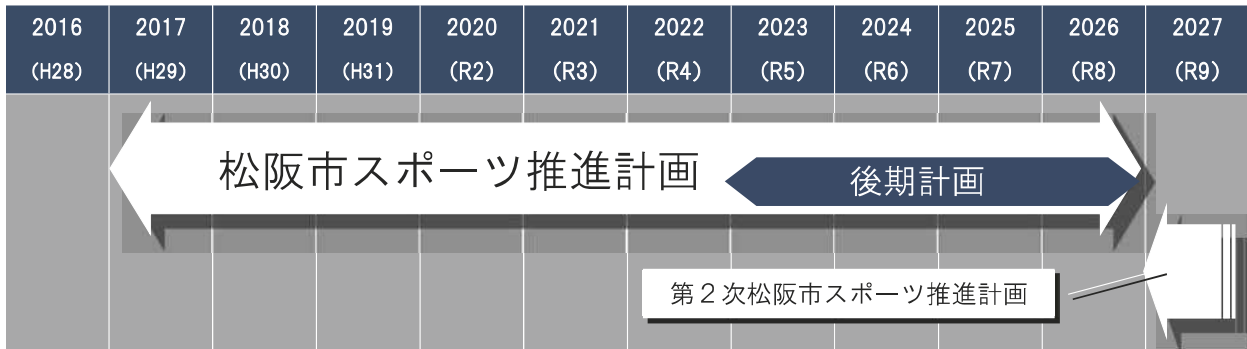 2016 2017 2018 2019 2020 2021 2022 2023 2024 2025 2026 2027
(H28) (H29) (H30) (H31) (R2) (R3) (R4) (R5) (R6) (R7) (R8) (R9)
松阪市スポーツ推進計画
後期計画
第２次松阪市スポーツ推進計画